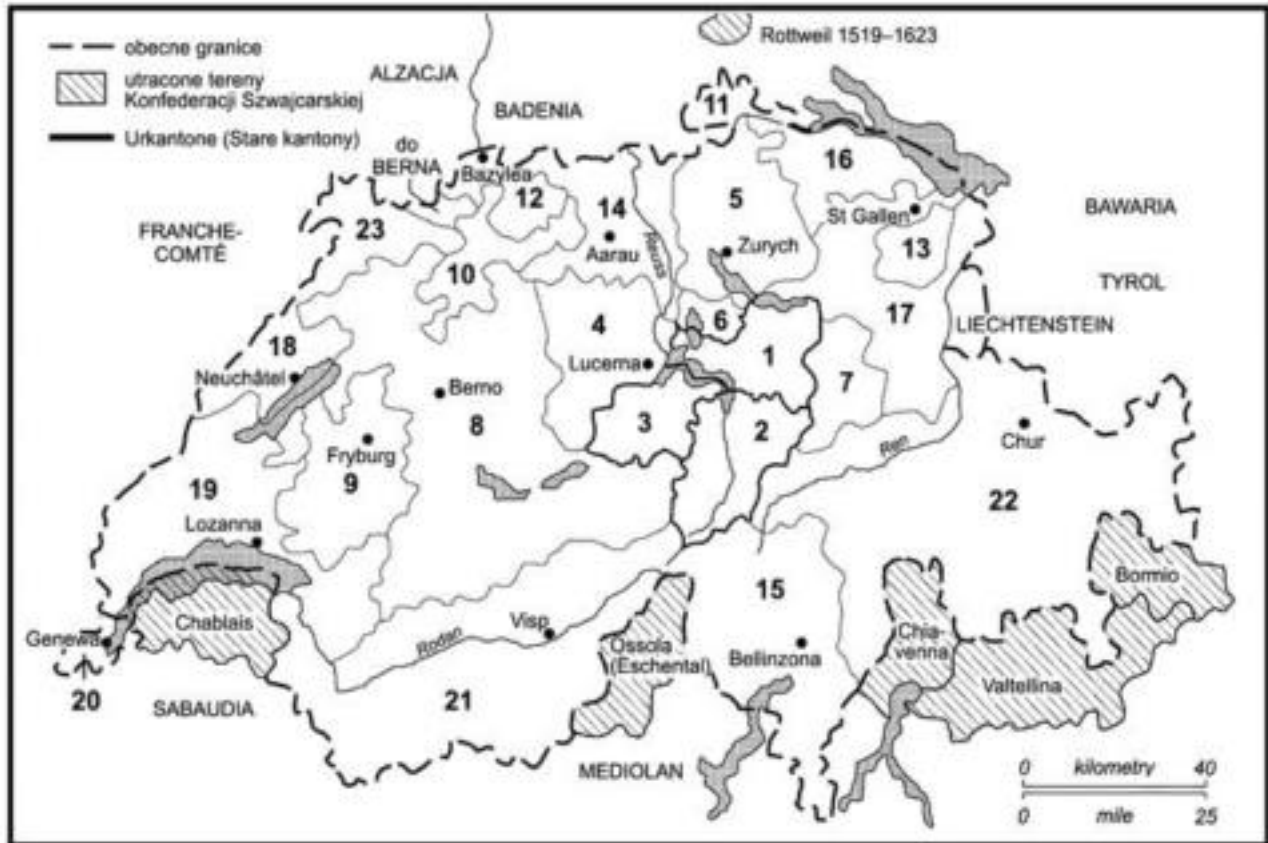 obecne granice
utracone tereny
Konfederacji Szwajcarskiej
Urkantone (Stare kantony)
Rottweil 1519–1623
ALZACJA
BADENIA
do
BERNA
Bazylea
FRANCHE-
COMTÉ
BAWARIA
TYROL
LIECHTENSTEIN
11
16
12
14
5
St Gallen
23
Aarau
Reuss
Zurych
13
10
4
6
17
18
Lucerna
1
Neuchâtel
Berno
7
3
2
8
Chur
Fryburg
Ren
9
19
22
Lozanna
Bormio
15
Chablais
Visp
Genewa
Rodan
Ossola
(Eschental)
Chia-
venna
Bellinzona
Valtellina
20
SABAUDIA
21
MEDIOLAN
0 kilometry 40
0 mile 25